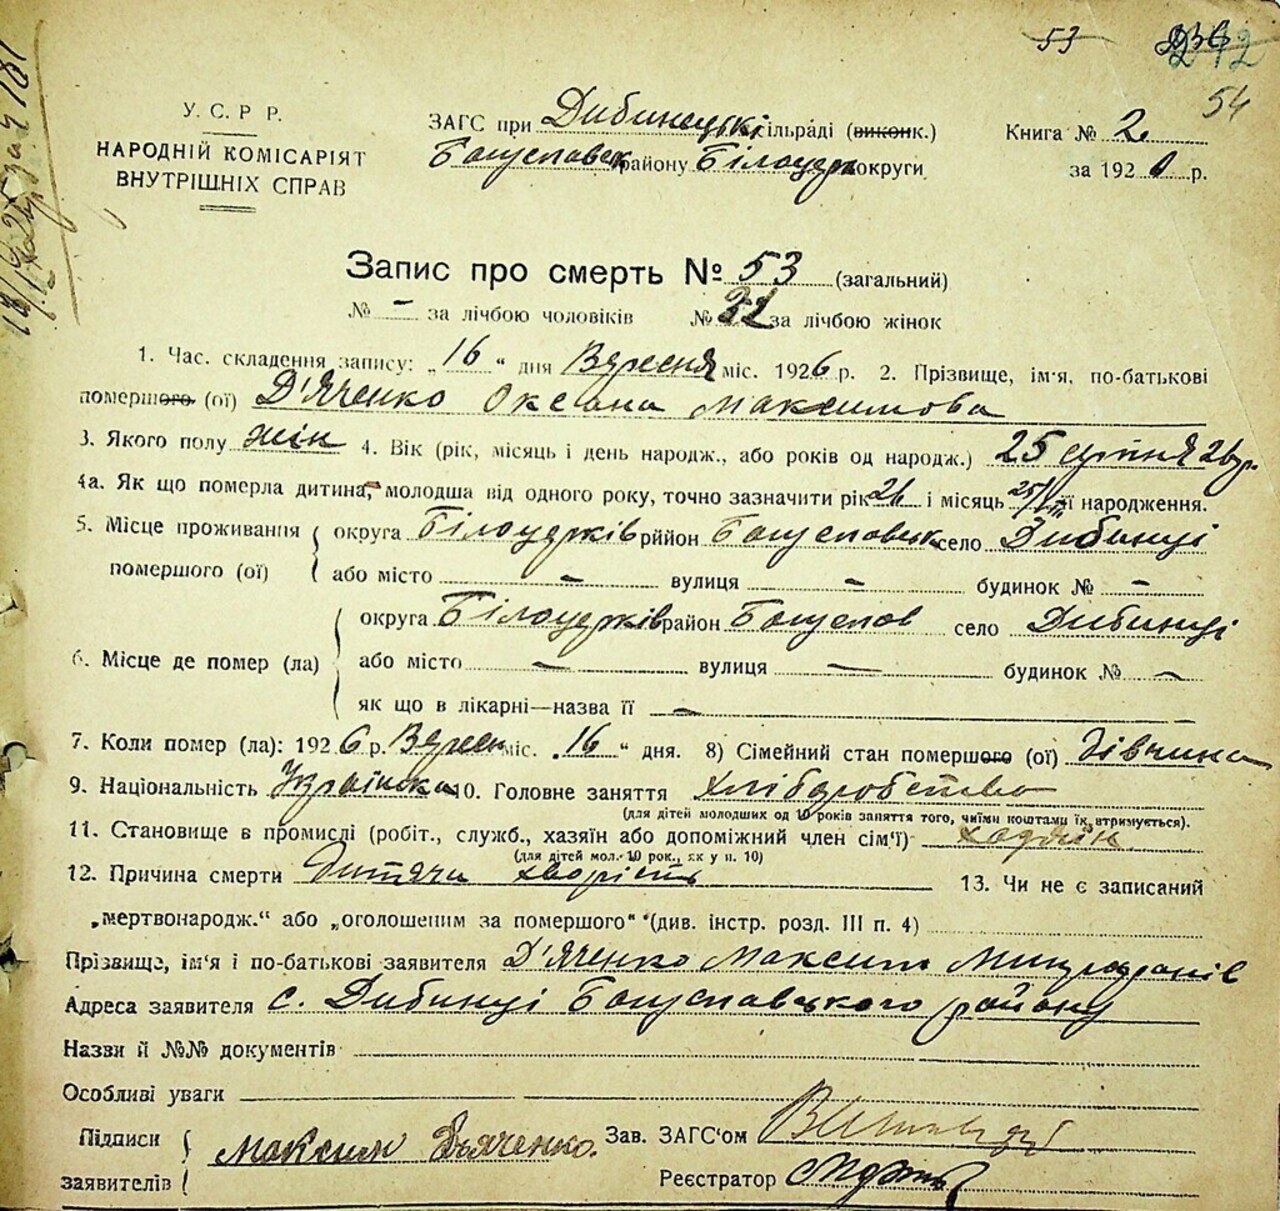 53
54
У. С. Р. Р.
НАРОДНІЙ КОМІСАРІЯТ
ВНУТРІШНІХ СПРАВ
ЗАГС при Дибинецькі сільраді (виконк.)
Богуславськ району Білоцерк округи
Книга № 2
за 192 р.
Запис про смерть № 53 (загальний)
№ – за лічбою чоловіків № 32 за лічбою жінок
1. Час. складення запису: „16“ дня Вересня міс. 1926 р. 2. Прізвище, ім'я, по-батькові
помершого (ої) Д'Яченко Оксана Максимова
3. Якого полу жін 4. Вік (рік, місяць і день народж., або років од народж.) 25 серпня 26 р.
4а. Як що померла дитина, молодша від одного року, точно зазначити рік 26 і місяць 25/VIII її народження.
5. Місце проживання помершого (ої) округа Білоцерків рййон Богуславськ село Дибинці
або місто – вулиця – будинок № –
6. Місце де помер (ла) округа Білоцерків район Богуслав село Дибинці
або місто – вулиця – будинок № –
як що в лікарні—назва її –
7. Коли помер (ла): 1926 р. Вересн міс. „16“ дня. 8) Сімейний стан помершого (ої) дівчина
9. Національність Українка 10. Головне заняття хліборобство
(для дітей молодших од 10 років заняття того, чиїми коштами їх втримується).
11. Становище в промислі (робіт., служб., хазяїн або допоміжний член сім'ї) хазяїн
(для дітей мол. 10 рок., як у п. 10)
12. Причина смерти Дитяча хворість 13. Чи не є записаний
„мертвонародж.“ або „оголошеним за помершого“ (див. інстр. розд. III п. 4)
Прізвище, ім'я і по-батькові заявителя Д'Яченко Максим Митрофанів
Адреса заявителя с. Дибинці Богуславського району
Назви й №№ документів
Особливі уваги
Підписи заявителів Максим Дьяченко.
Зав. ЗАГС'ом
Реєстратор